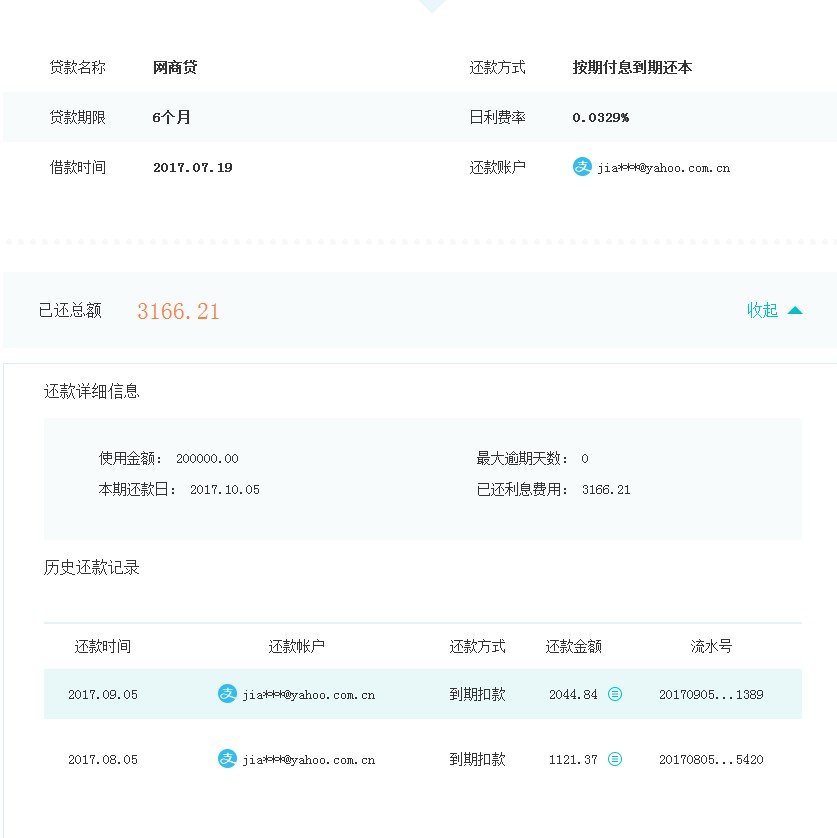 贷款名称 网商贷 还款方式 按期付息到期还本
贷款期限 6个月 日利费率 0.0329%
借款时间 2017.07.19 还款账户 支 jia***@yahoo.com.cn
已还总额 3166.21 收起
还款详细信息
使用金额： 200000.00 最大逾期天数： 0
本期还款日： 2017.10.05 已还利息费用： 3166.21
历史还款记录
还款时间 还款帐户 还款方式 还款金额 流水号
2017.09.05 支 jia***@yahoo.com.cn 到期扣款 2044.84 20170905...1389
2017.08.05 支 jia***@yahoo.com.cn 到期扣款 1121.37 20170805...5420